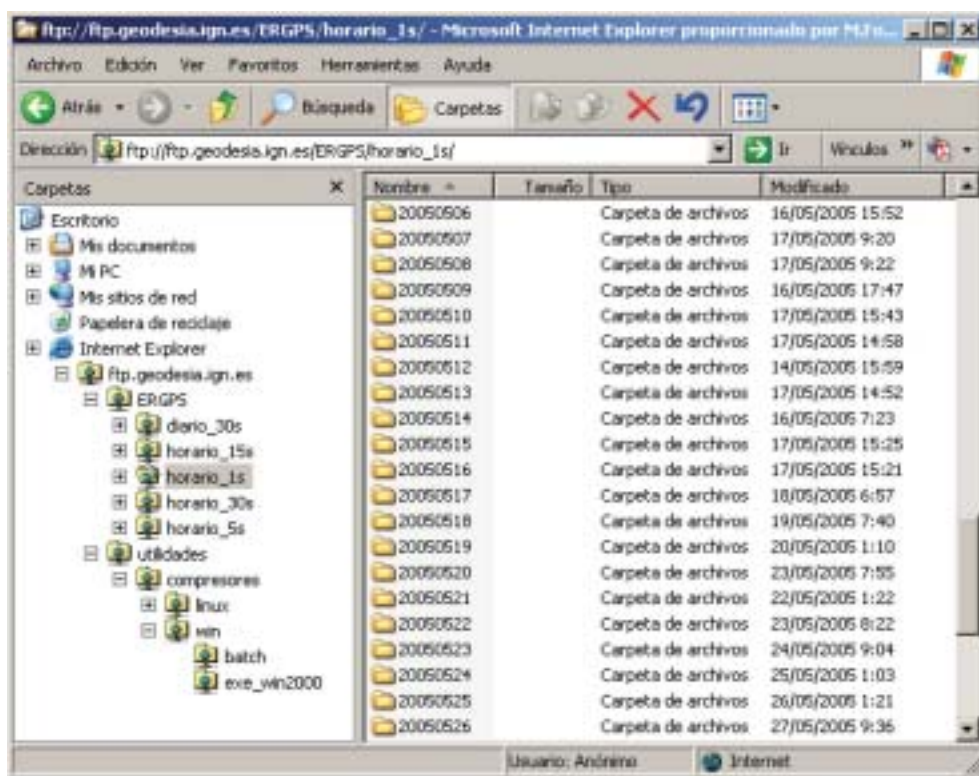 ftp://ftp.geodesia.ign.es/ERGPS/horario_1s/ - Microsoft Internet Explorer proporcionado por M.Fo...
Archivo Edición Ver Favoritos Herramientas Ayuda
Atrás Búsqueda Carpetas
Dirección ftp://ftp.geodesia.ign.es/ERGPS/horario_1s/ Ir Vínculos »
Carpetas
Escritorio
Mis documentos
Mi PC
Mis sitios de red
Papelera de reciclaje
Internet Explorer
ftp.geodesia.ign.es
ERGPS
diario_30s
horario_15s
horario_1s
horario_30s
horario_5s
utilidades
compresores
linux
win
batch
exe_win2000
Nombre Tamaño Tipo Modificado
20050506 Carpeta de archivos 16/05/2005 15:52
20050507 Carpeta de archivos 17/05/2005 9:20
20050508 Carpeta de archivos 17/05/2005 9:22
20050509 Carpeta de archivos 16/05/2005 17:47
20050510 Carpeta de archivos 17/05/2005 15:43
20050511 Carpeta de archivos 17/05/2005 14:58
20050512 Carpeta de archivos 14/05/2005 15:59
20050513 Carpeta de archivos 17/05/2005 14:52
20050514 Carpeta de archivos 16/05/2005 7:23
20050515 Carpeta de archivos 17/05/2005 15:25
20050516 Carpeta de archivos 17/05/2005 15:21
20050517 Carpeta de archivos 18/05/2005 6:57
20050518 Carpeta de archivos 19/05/2005 7:40
20050519 Carpeta de archivos 20/05/2005 1:10
20050520 Carpeta de archivos 23/05/2005 7:55
20050521 Carpeta de archivos 22/05/2005 1:22
20050522 Carpeta de archivos 23/05/2005 8:22
20050523 Carpeta de archivos 24/05/2005 9:04
20050524 Carpeta de archivos 25/05/2005 1:03
20050525 Carpeta de archivos 26/05/2005 1:21
20050526 Carpeta de archivos 27/05/2005 9:36
Usuario: Anónimo Internet